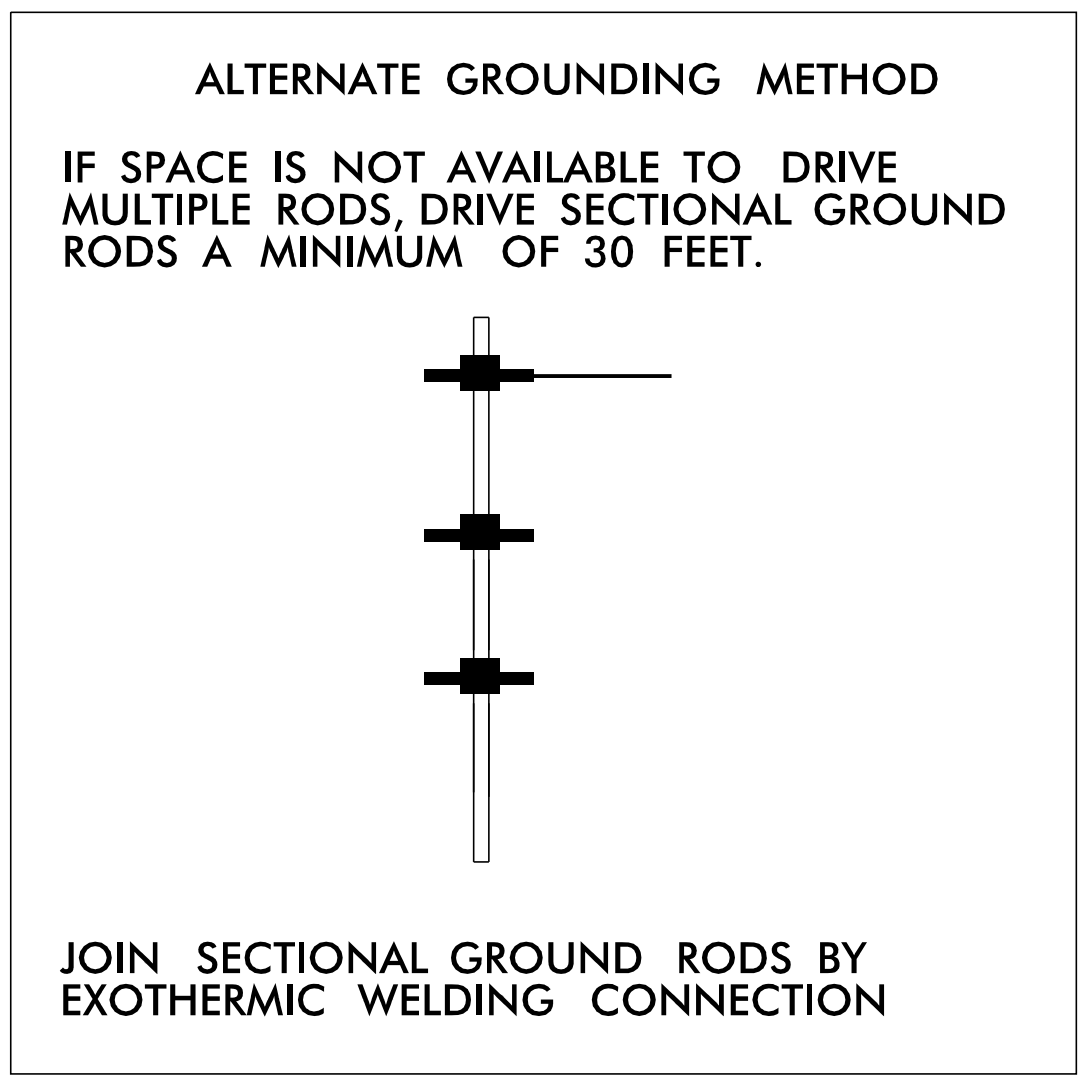 ALTERNATE GROUNDING METHOD
IF SPACE IS NOT AVAILABLE TO DRIVE
MULTIPLE RODS, DRIVE SECTIONAL GROUND
RODS A MINIMUM OF 30 FEET.
JOIN SECTIONAL GROUND RODS BY
EXOTHERMIC WELDING CONNECTION